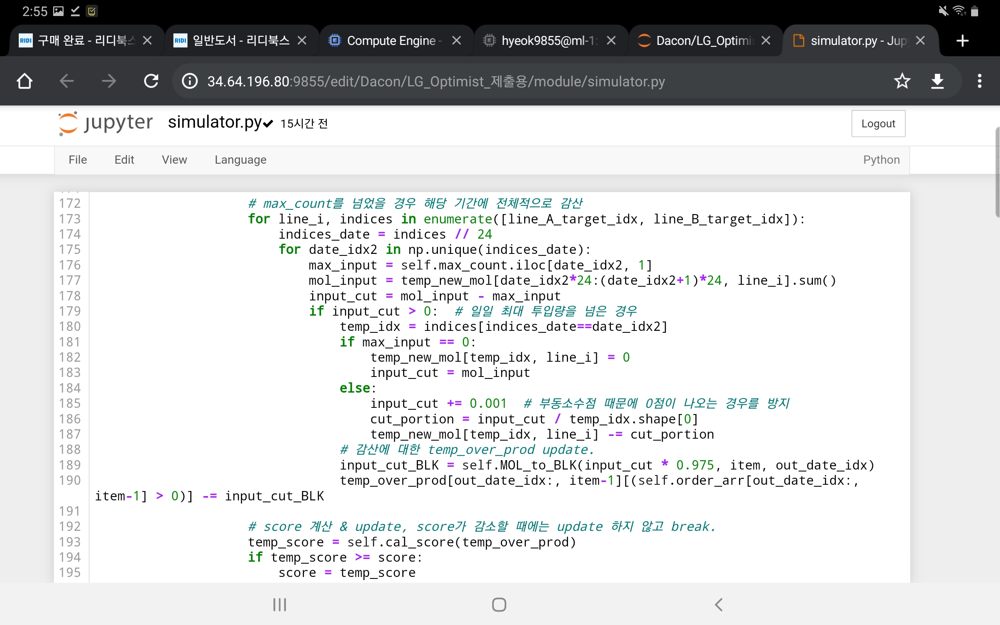 2:55
RIDI 구매 완료 - 리디북스
RIDI 일반도서 - 리디북스
Compute Engine -
hyeok9855@ml-1:
Dacon/LG_Optimi
simulator.py - Jup
34.64.196.80:9855/edit/Dacon/LG_Optimist_제출용/module/simulator.py
jupyter simulator.py 15시간 전
Logout
File Edit View Language Python
172 # max_count를 넘었을 경우 해당 기간에 전체적으로 감산
173 for line_i, indices in enumerate([line_A_target_idx, line_B_target_idx]):
174 indices_date = indices // 24
175 for date_idx2 in np.unique(indices_date):
176 max_input = self.max_count.iloc[date_idx2, 1]
177 mol_input = temp_new_mol[date_idx2*24:(date_idx2+1)*24, line_i].sum()
178 input_cut = mol_input - max_input
179 if input_cut > 0: # 일일 최대 투입량을 넘은 경우
180 temp_idx = indices[indices_date==date_idx2]
181 if max_input == 0:
182 temp_new_mol[temp_idx, line_i] = 0
183 input_cut = mol_input
184 else:
185 input_cut += 0.001 # 부동소수점 때문에 0점이 나오는 경우를 방지
186 cut_portion = input_cut / temp_idx.shape[0]
187 temp_new_mol[temp_idx, line_i] -= cut_portion
188 # 감산에 대한 temp_over_prod update.
189 input_cut_BLK = self.MOL_to_BLK(input_cut * 0.975, item, out_date_idx)
190 temp_over_prod[out_date_idx:, item-1][(self.order_arr[out_date_idx:,
item-1] > 0)] -= input_cut_BLK
191
192 # score 계산 & update, score가 감소할 때에는 update 하지 않고 break.
193 temp_score = self.cal_score(temp_over_prod)
194 if temp_score >= score:
195 score = temp_score